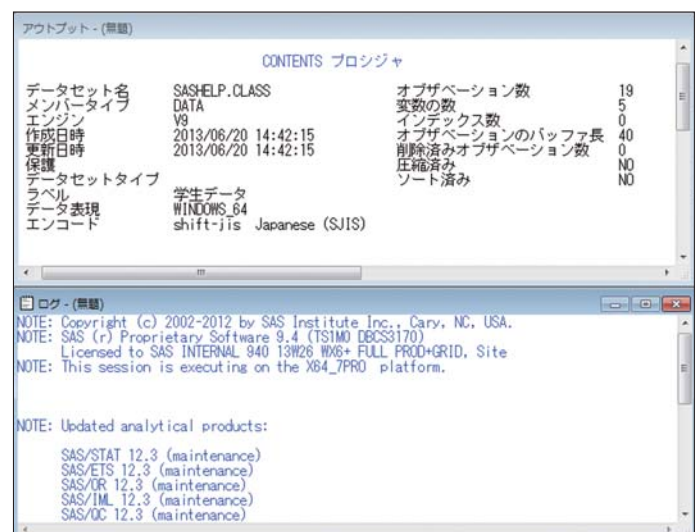 アウトプット - (無題)
CONTENTS プロシジャ
データセット名 SASHELP.CLASS オブザベーション数 19
メンバータイプ DATA 変数の数 5
エンジン V9 インデックス数 0
作成日時 2013/06/20 14:42:15 オブザベーションのバッファ長 40
更新日時 2013/06/20 14:42:15 削除済みオブザベーション数 0
保護 圧縮済み NO
データセットタイプ ソート済み NO
ラベル 学生データ
データ表現 WINDOWS_64
エンコード shift-jis Japanese (SJIS)
ログ - (無題)
NOTE: Copyright (c) 2002-2012 by SAS Institute Inc., Cary, NC, USA.
NOTE: SAS (r) Proprietary Software 9.4 (TS1M0 DBCS3170)
Licensed to SAS INTERNAL 940 13W26 WX6+ FULL PROD+GRID, Site
NOTE: This session is executing on the X64_7PRO platform.
NOTE: Updated analytical products:
SAS/STAT 12.3 (maintenance)
SAS/ETS 12.3 (maintenance)
SAS/OR 12.3 (maintenance)
SAS/IML 12.3 (maintenance)
SAS/QC 12.3 (maintenance)